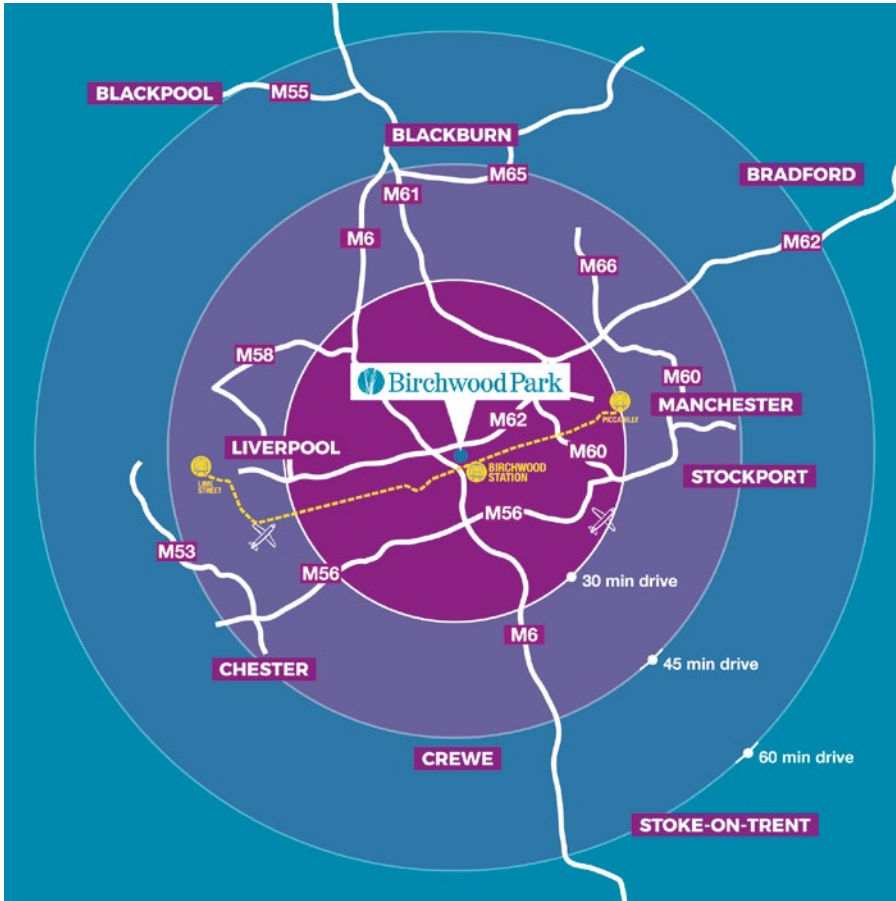 BLACKPOOL
M55
BLACKBURN
M65
BRADFORD
M61
M6
M62
M66
M58
M60
Birchwood Park
PICCADILLY
MANCHESTER
M62
LIVERPOOL
M60
LIME
STREET
BIRCHWOOD
STATION
STOCKPORT
M56
M53
M56
30 min drive
M6
CHESTER
45 min drive
CREWE
60 min drive
STOKE-ON-TRENT